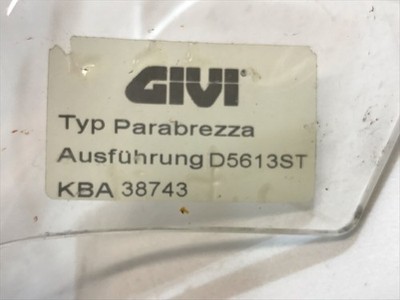 GIVI
Typ Parabrezza
Ausführung D5613ST
KBA 38743